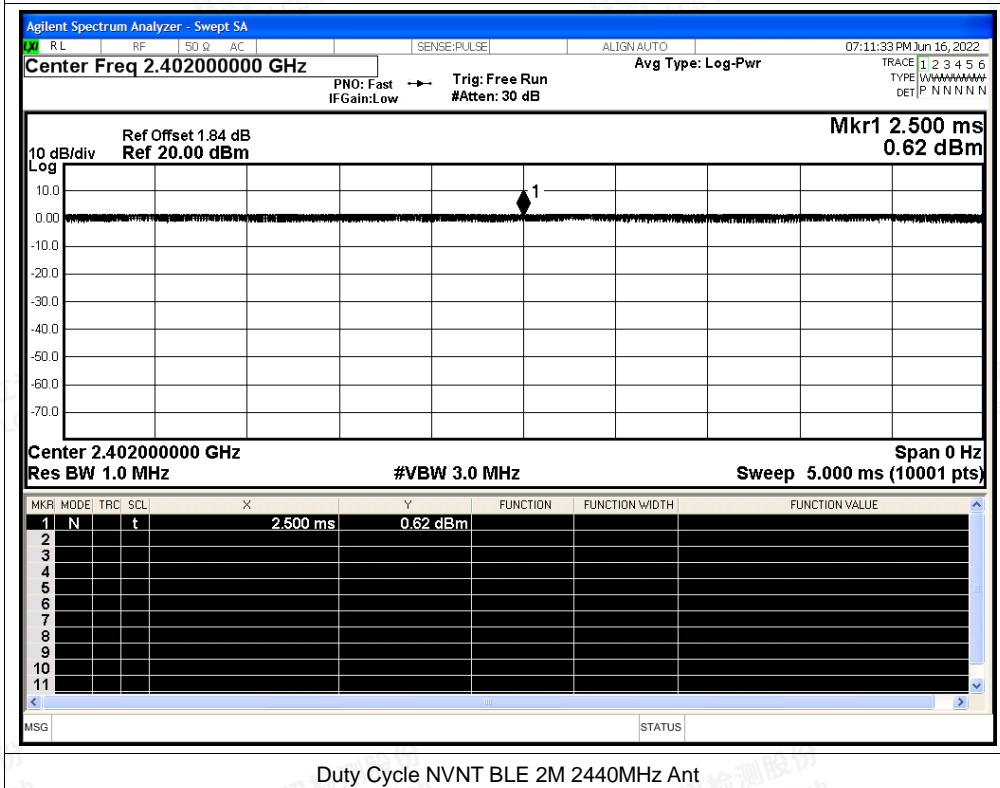 Agilent Spectrum Analyzer - Swept SA
LXI RL RF 50 Ω AC SENSE:PULSE ALIGN AUTO 07:11:33 PM Jun 16, 2022
Center Freq 2.402000000 GHz
PNO: Fast
IFGain:Low
Trig: Free Run
#Atten: 30 dB
Avg Type: Log-Pwr
TRACE 1 2 3 4 5 6
TYPE W
DET P N N N N N
Mkr1 2.500 ms
0.62 dBm
Ref Offset 1.84 dB
10 dB/div Ref 20.00 dBm
Log
10.0
0.00
-10.0
-20.0
-30.0
-40.0
-50.0
-60.0
-70.0
1
Center 2.402000000 GHz Span 0 Hz
Res BW 1.0 MHz #VBW 3.0 MHz Sweep 5.000 ms (10001 pts)
MKR MODE TRC SCL X Y FUNCTION FUNCTION WIDTH FUNCTION VALUE
1 N t 2.500 ms 0.62 dBm
2
3
4
5
6
7
8
9
10
11
MSG STATUS
Duty Cycle NVNT BLE 2M 2440MHz Ant